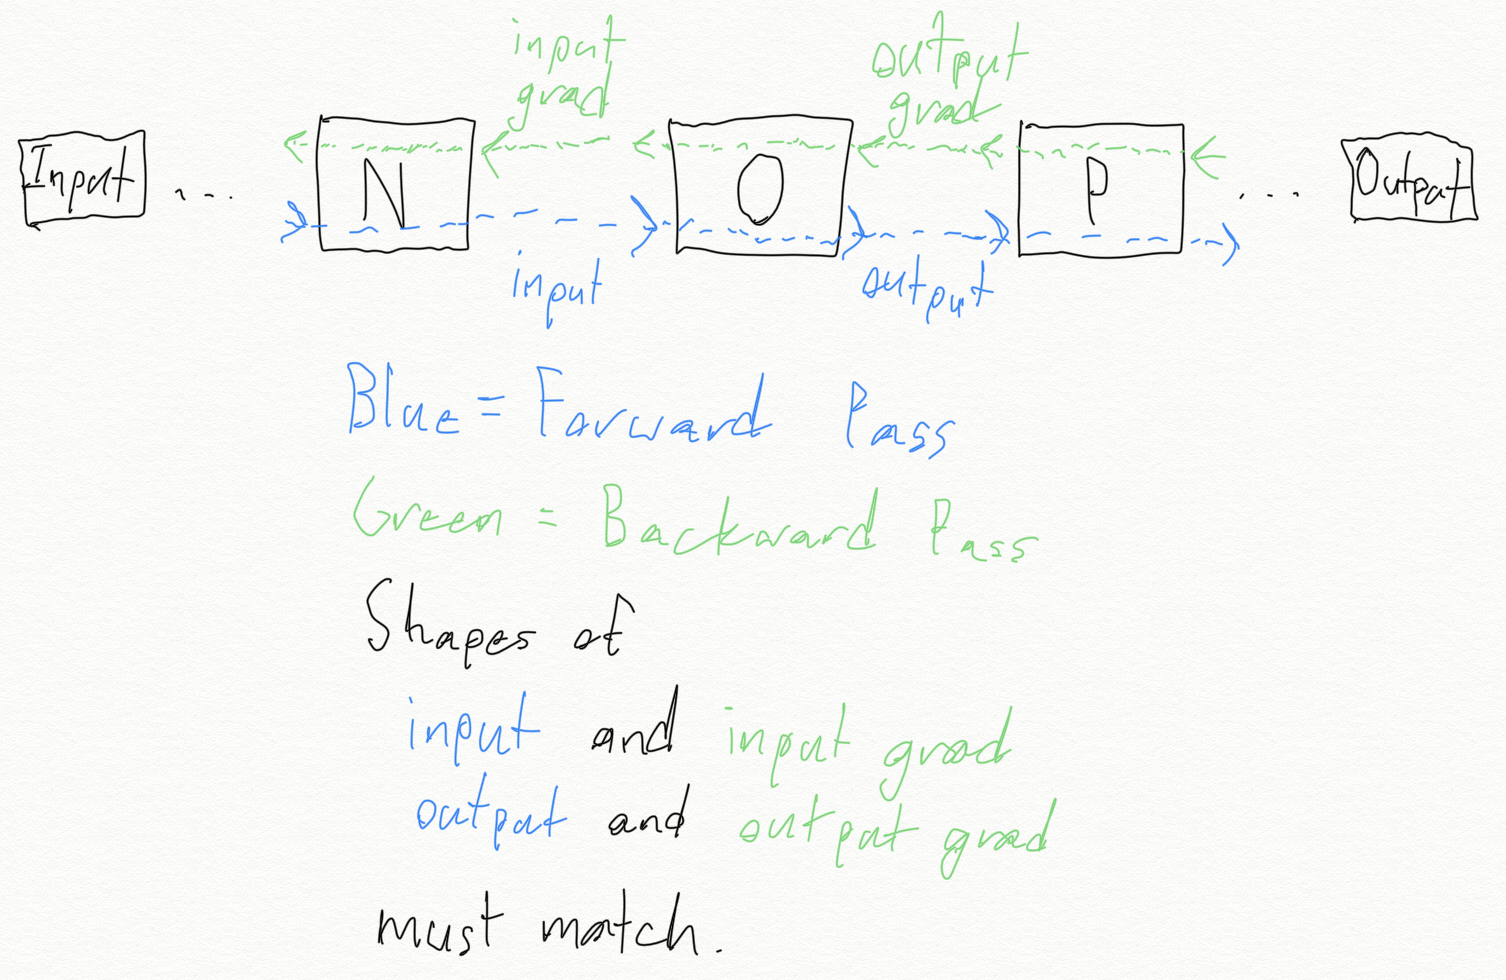 input
grad
output
grad
Input
...
N
O
P
...
Output
input
output
Blue = Forward Pass
Green = Backward Pass
Shapes of
input and input grad
output and output grad
must match.